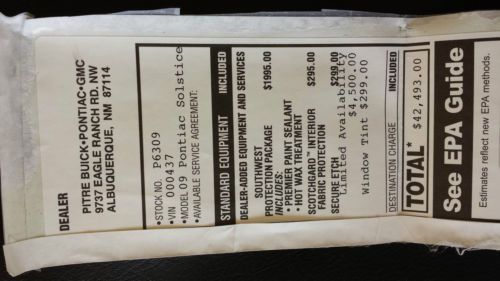 DEALER
PITRE BUICK•PONTIAC•GMC
9737 EAGLE RANCH RD. NW
ALBUQUERQUE, NM 87114
•STOCK NO. P6309
•VIN 000437
•MODEL 09 Pontiac Solstice
•AVAILABLE SERVICE AGREEMENT:
STANDARD EQUIPMENT INCLUDED
DEALER-ADDED EQUIPMENT AND SERVICES
SOUTHWEST
PROTECTION PACKAGE $1995.00
INCLUDES:
• PREMIER PAINT SEALANT
• HOT WAX TREATMENT
SCOTCHGARD™ INTERIOR $295.00
FABRIC PROTECTION
SECURE ETCH $299.00
Limited Availability
$4,500.00
Window Tint $299.00
DESTINATION CHARGE INCLUDED
TOTAL* $42,493.00
See EPA Guide
Estimates reflect new EPA methods.